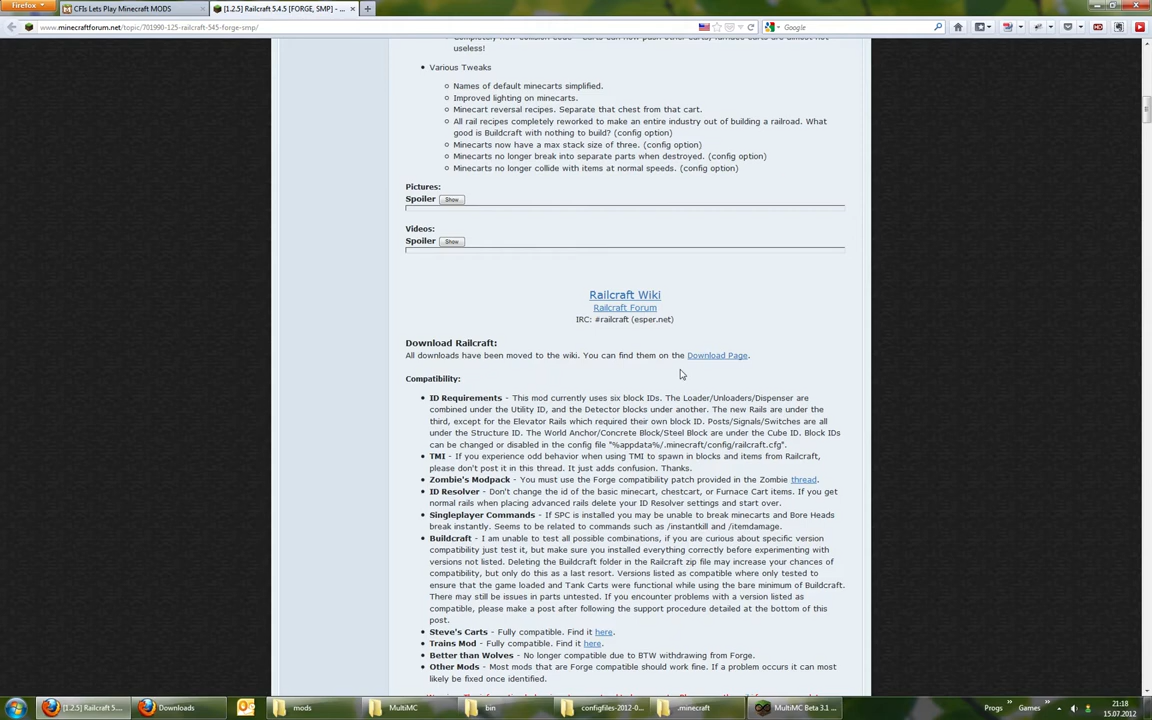 Firefox
CFIs Lets Play Minecraft MODS
[1.2.5] Railcraft 5.4.5 [FORGE, SMP] - ...
www.minecraftforum.net/topic/701990-125-railcraft-545-forge-smp/
Google
useless!
Various Tweaks
Names of default minecarts simplified.
Improved lighting on minecarts.
Minecart reversal recipes. Separate that chest from that cart.
All rail recipes completely reworked to make an entire industry out of building a railroad. What
good is Buildcraft with nothing to build? (config option)
Minecarts now have a max stack size of three. (config option)
Minecarts no longer break into separate parts when destroyed. (config option)
Minecarts no longer collide with items at normal speeds. (config option)
Pictures:
Spoiler Show
Videos:
Spoiler Show
Railcraft Wiki
Railcraft Forum
IRC: #railcraft (esper.net)
Download Railcraft:
All downloads have been moved to the wiki. You can find them on the Download Page.
Compatibility:
ID Requirements - This mod currently uses six block IDs. The Loader/Unloaders/Dispenser are
combined under the Utility ID, and the Detector blocks under another. The new Rails are under the
third, except for the Elevator Rails which required their own block ID. Posts/Signals/Switches are all
under the Structure ID. The World Anchor/Concrete Block/Steel Block are under the Cube ID. Block IDs
can be changed or disabled in the config file "%appdata%/.minecraft/config/railcraft.cfg".
TMI - If you experience odd behavior when using TMI to spawn in blocks and items from Railcraft,
please don't post it in this thread. It just adds confusion. Thanks.
Zombie's Modpack - You must use the Forge compatibility patch provided in the Zombie thread.
ID Resolver - Don't change the id of the basic minecart, chestcart, or Furnace Cart items. If you get
normal rails when placing advanced rails delete your ID Resolver settings and start over.
Singleplayer Commands - If SPC is installed you may be unable to break minecarts and Bore Heads
break instantly. Seems to be related to commands such as /instantkill and /itemdamage.
Buildcraft - I am unable to test all possible combinations, if you are curious about specific version
compatibility just test it, but make sure you installed everything correctly before experimenting with
versions not listed. Deleting the Buildcraft folder in the Railcraft zip file may increase your chances of
compatibility, but only do this as a last resort. Versions listed as compatible where only tested to
ensure that the game loaded and Tank Carts were functional while using the bare minimum of Buildcraft.
There may still be issues in parts untested. If you encounter problems with a version listed as
compatible, please make a post after following the support procedure detailed at the bottom of this
post.
Steve's Carts - Fully compatible. Find it here.
Trains Mod - Fully compatible. Find it here.
Better than Wolves - No longer compatible due to BTW withdrawing from Forge.
Other Mods - Most mods that are Forge compatible should work fine. If a problem occurs it can most
likely be fixed once identified.
[1.2.5] Railcraft 5....
Downloads
mods
MultiMC
bin
configfiles-2012-0...
.minecraft
MultiMC Beta 3.1 ...
Progs
Games
21:18
15.07.2012